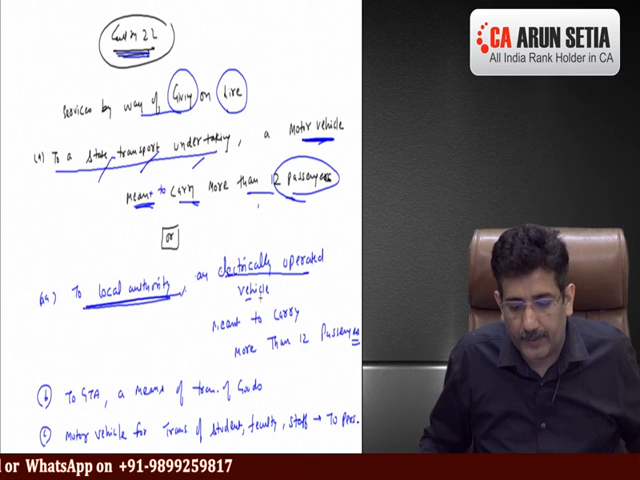 CA ARUN SETIA
All India Rank Holder in CA
22
Services by way of Giving on Hire
(a) To a state transport undertaking, a Motor vehicle
meant to carry more than 12 Passengers
or
(aa) To local authority, an electrically operated
vehicle
Meant to carry
More Than 12 Passengers
(b) To GTA, a means of tran. of Goods
(c) Motor vehicle for Trans of student, faculty, staff → To pers.
d or WhatsApp on +91-9899259817